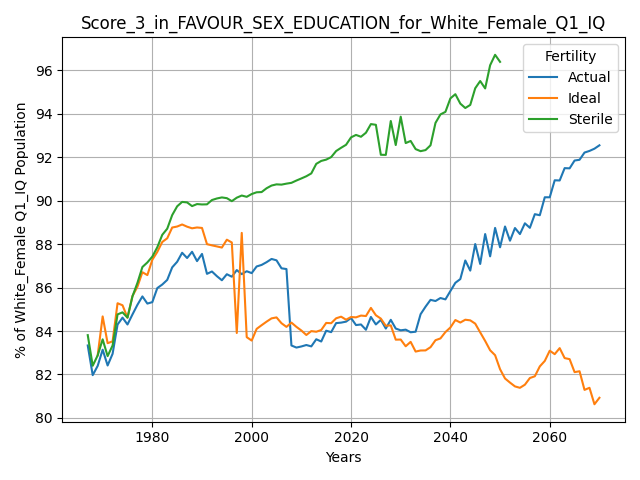 Score_3_in_FAVOUR_SEX_EDUCATION_for_White_Female_Q1_IQ
% of White_Female Q1_IQ Population
96
94
92
90
88
86
84
82
80
Fertility
Actual
Ideal
Sterile
1980
2000
2020
2040
2060
Years